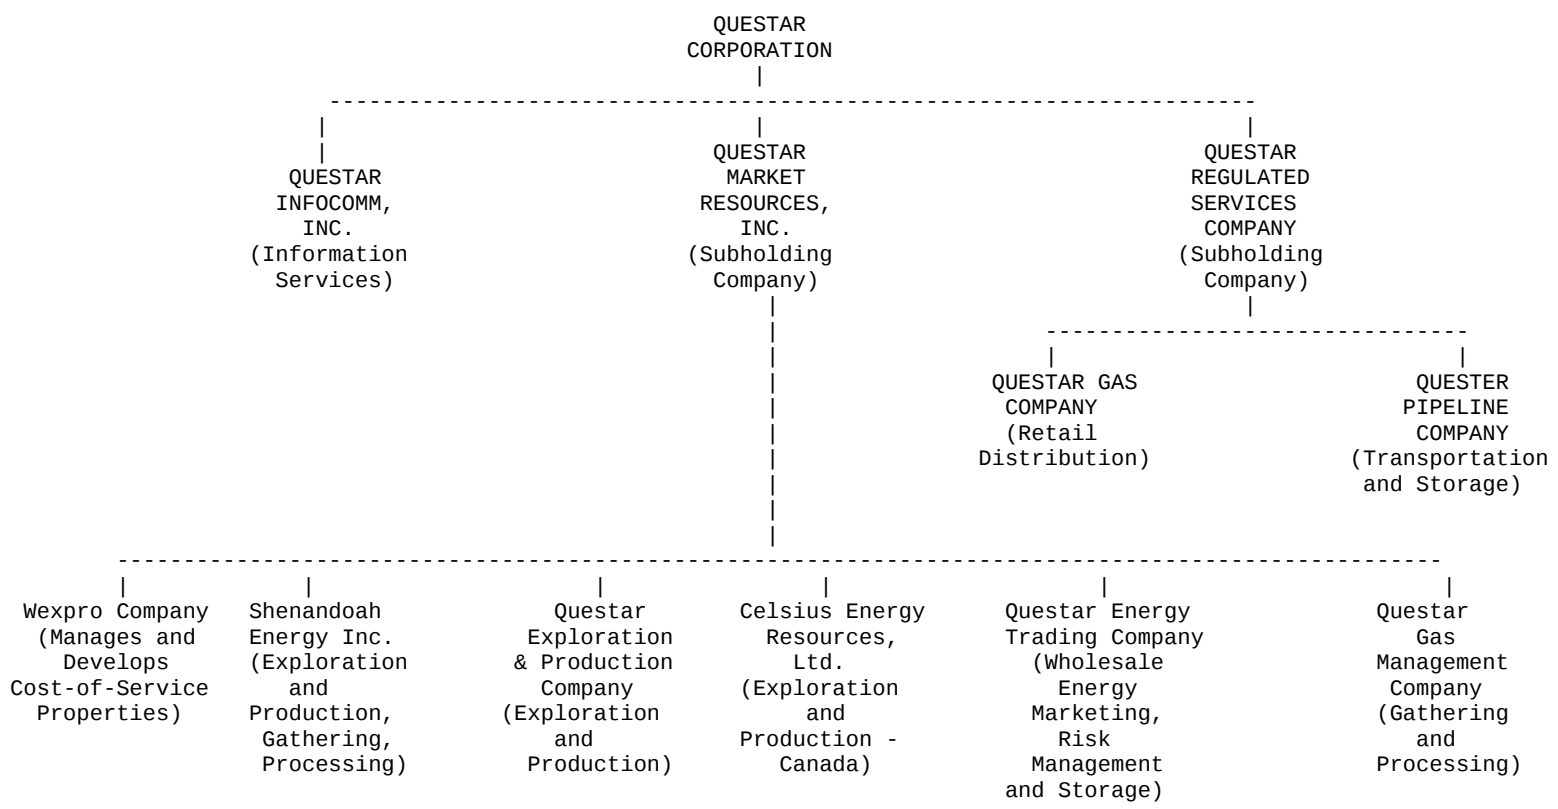 QUESTAR
CORPORATION
QUESTAR
INFOCOMM,
INC.
(Information
Services)
QUESTAR
MARKET
RESOURCES,
INC.
(Subholding
Company)
QUESTAR
REGULATED
SERVICES
COMPANY
(Subholding
Company)
QUESTAR GAS
COMPANY
(Retail
Distribution)
QUESTER
PIPELINE
COMPANY
(Transportation
and Storage)
Wexpro Company
(Manages and
Develops
Cost-of-Service
Properties)
Shenandoah
Energy Inc.
(Exploration
and
Production,
Gathering,
Processing)
Questar
Exploration
& Production
Company
(Exploration
and
Production)
Celsius Energy
Resources,
Ltd.
(Exploration
and
Production -
Canada)
Questar Energy
Trading Company
(Wholesale
Energy
Marketing,
Risk
Management
and Storage)
Questar
Gas
Management
Company
(Gathering
and
Processing)